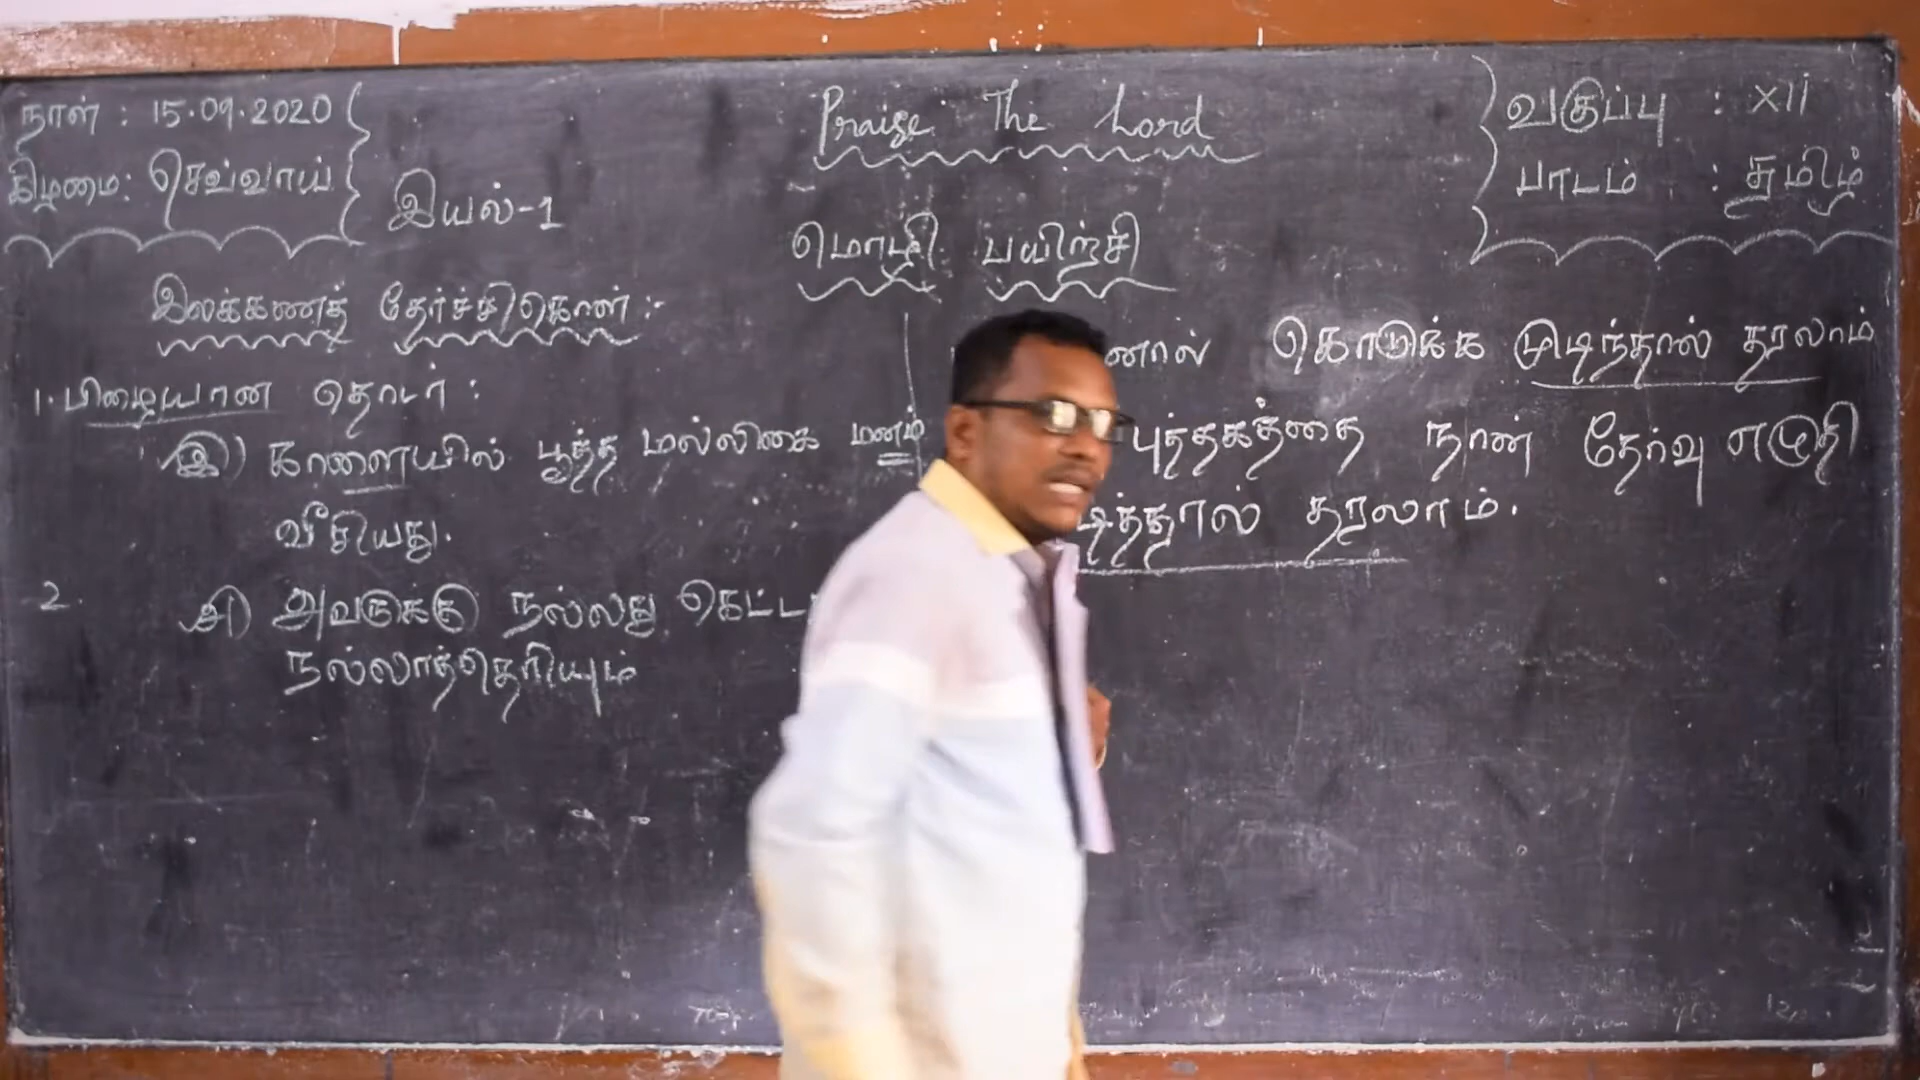 நாள் : 15.09.2020
கிழமை: செவ்வாய்
இயல்-1
Praise The Lord
வகுப்பு : XII
பாடம் : தமிழ்
மொழி பயிற்சி
இலக்கணத் தேர்ச்சிகொள் :-
1. பிழையான தொடர் :
இ) காளையில் பூத்த மல்லிகை மனம்
வீசியது.
2. சி) அவருக்கு நல்லது
நல்லாத்தெரியும்
கொடுக்க முடிந்தால் தரலாம்
புத்தகத்தை நான் தேர்வு எழுதி
தரலாம்.